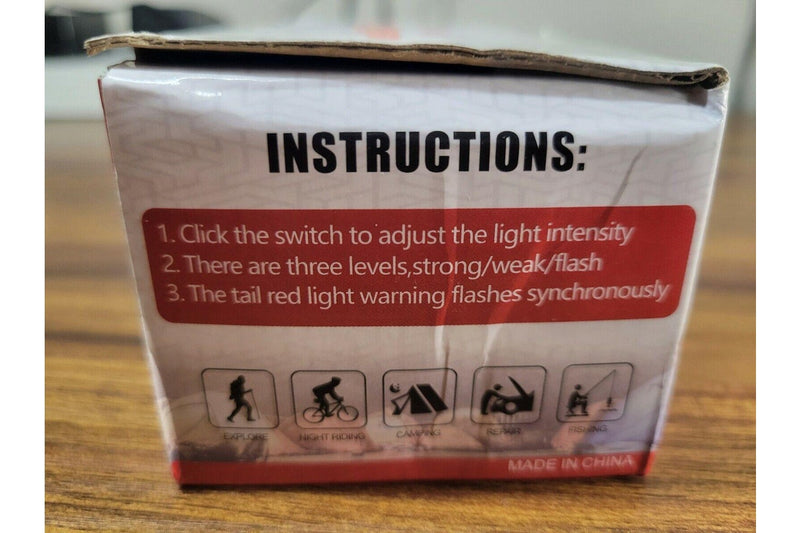 INSTRUCTIONS:
1. Click the switch to adjust the light intensity
2. There are three levels,strong/weak/flash
3. The tail red light warning flashes synchronously
EXPLORE
NIGHT RIDING
CAMPING
REPAIR
FISHING
MADE IN CHINA